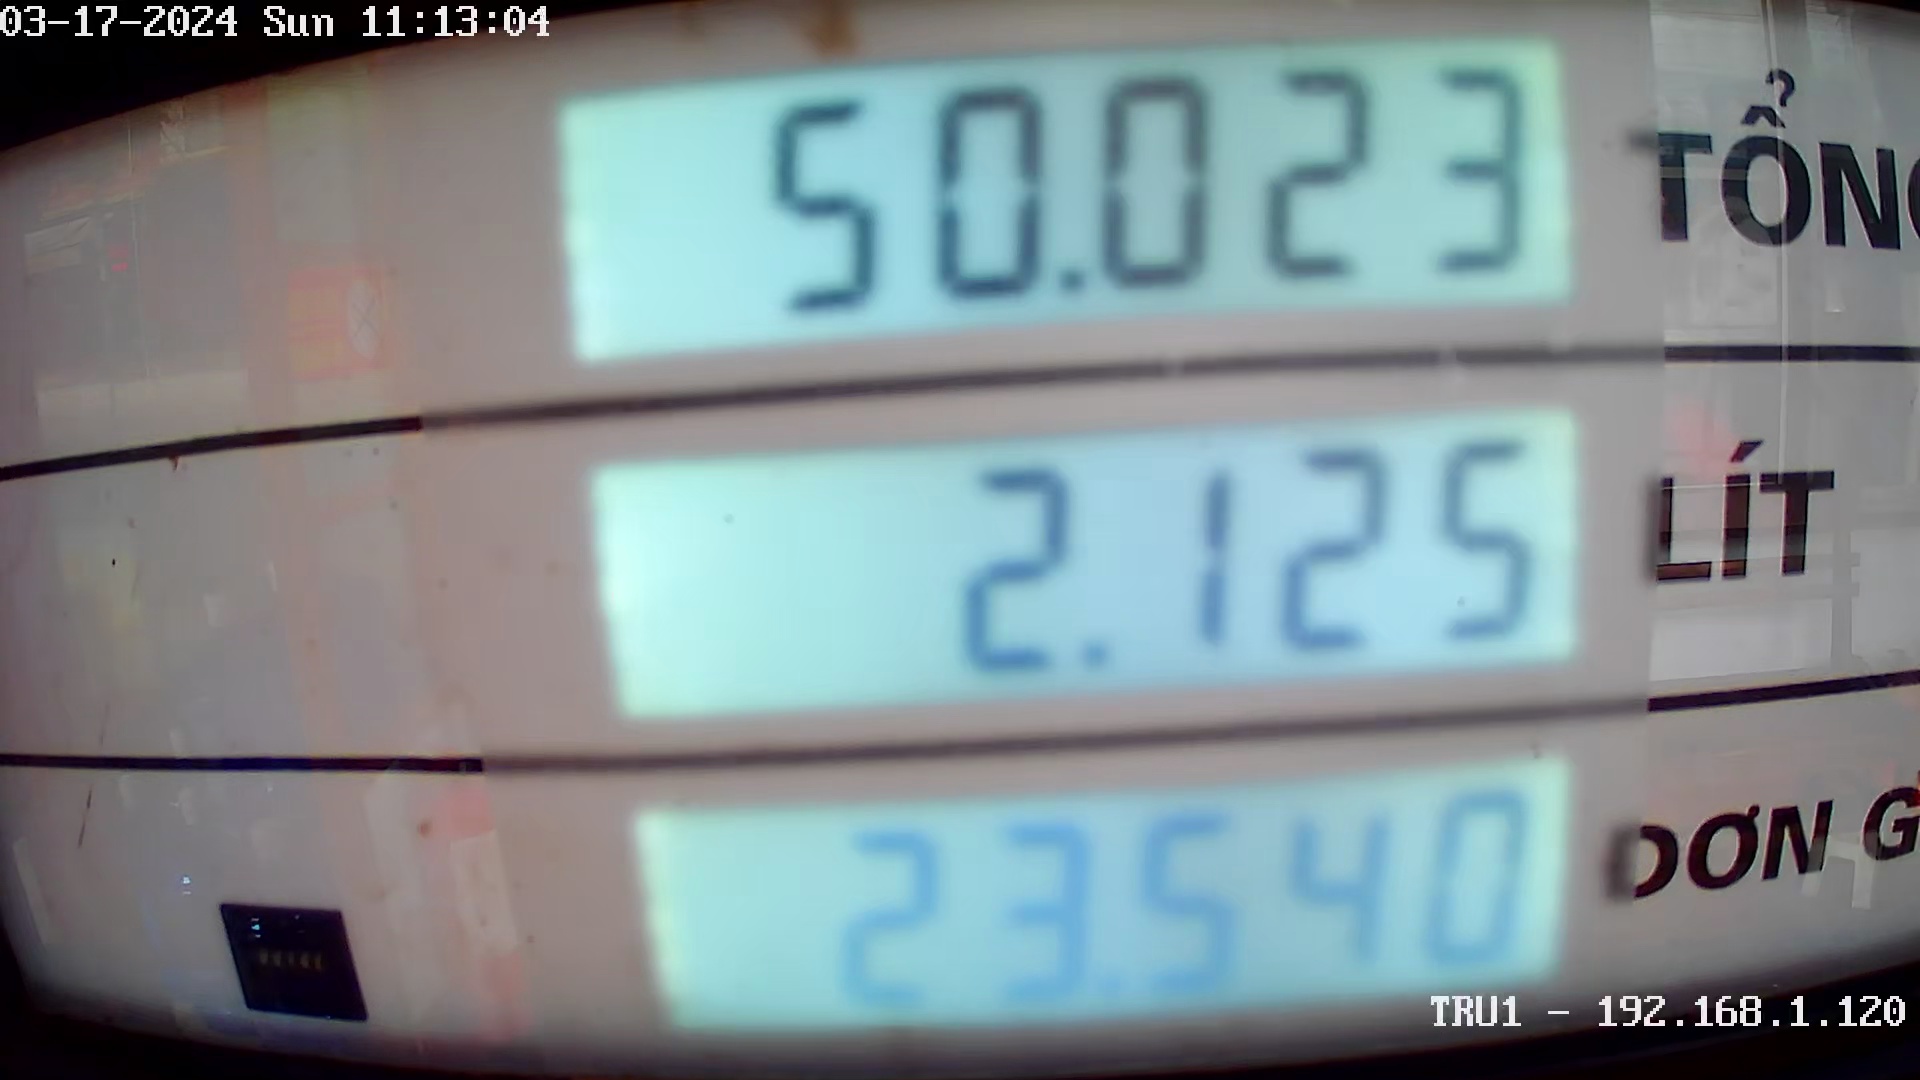 03-17-2024 Sun 11:13:04
50.023 TỔNG
2.125 LÍT
23.540 ĐƠN G
TRU1 - 192.168.1.120